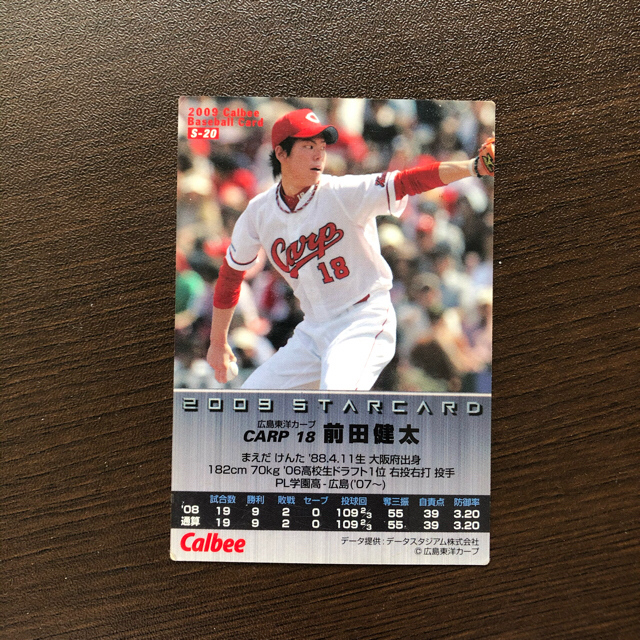 2009 Calbee
Baseball Card
S-20
Carp
18
2009 STARCARD
広島東洋カープ
CARP 18 前田健太
まえだ けんた '88.4.11生 大阪府出身
182cm 70kg '06高校生ドラフト1位 右投右打 投手
PL学園高-広島('07〜)
試合数 勝利 敗戦 セーブ 投球回 奪三振 自責点 防御率
'08 19 9 2 0 109 2/3 55 39 3.20
通算 19 9 2 0 109 2/3 55 39 3.20
Calbee
データ提供:データスタジアム株式会社
©広島東洋カープ